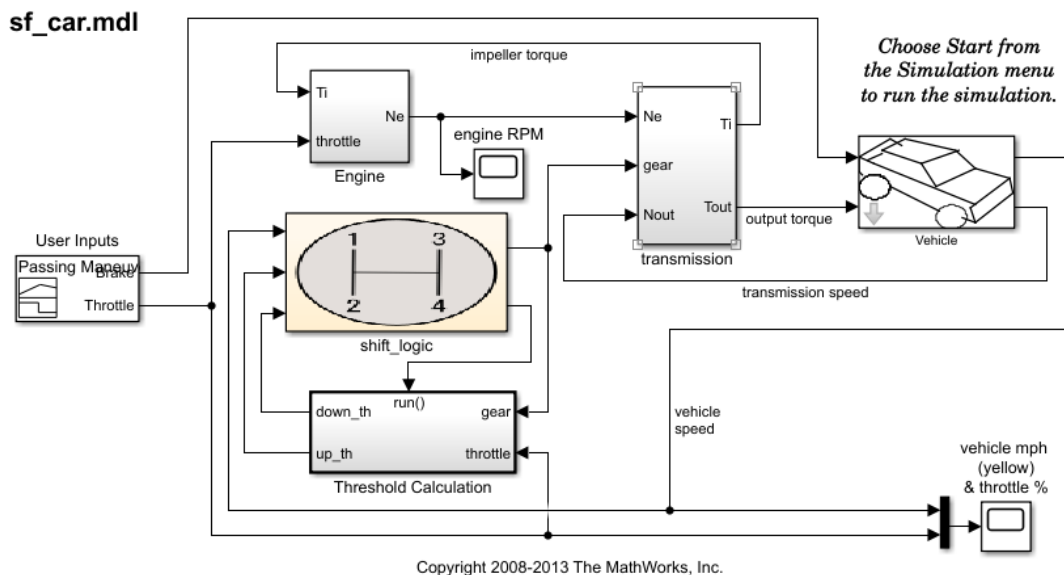 sf_car.mdl
impeller torque
Choose Start from
the Simulation menu
to run the simulation.
Ti
Ne
throttle
Engine
engine RPM
Ne
Ti
gear
Nout
Tout
transmission
output torque
Vehicle
transmission speed
User Inputs
Passing Maneuv
Brake
Throttle
1
3
2
4
shift_logic
run()
down_th
gear
up_th
throttle
Threshold Calculation
vehicle
speed
vehicle mph
(yellow)
& throttle %
Copyright 2008-2013 The MathWorks, Inc.